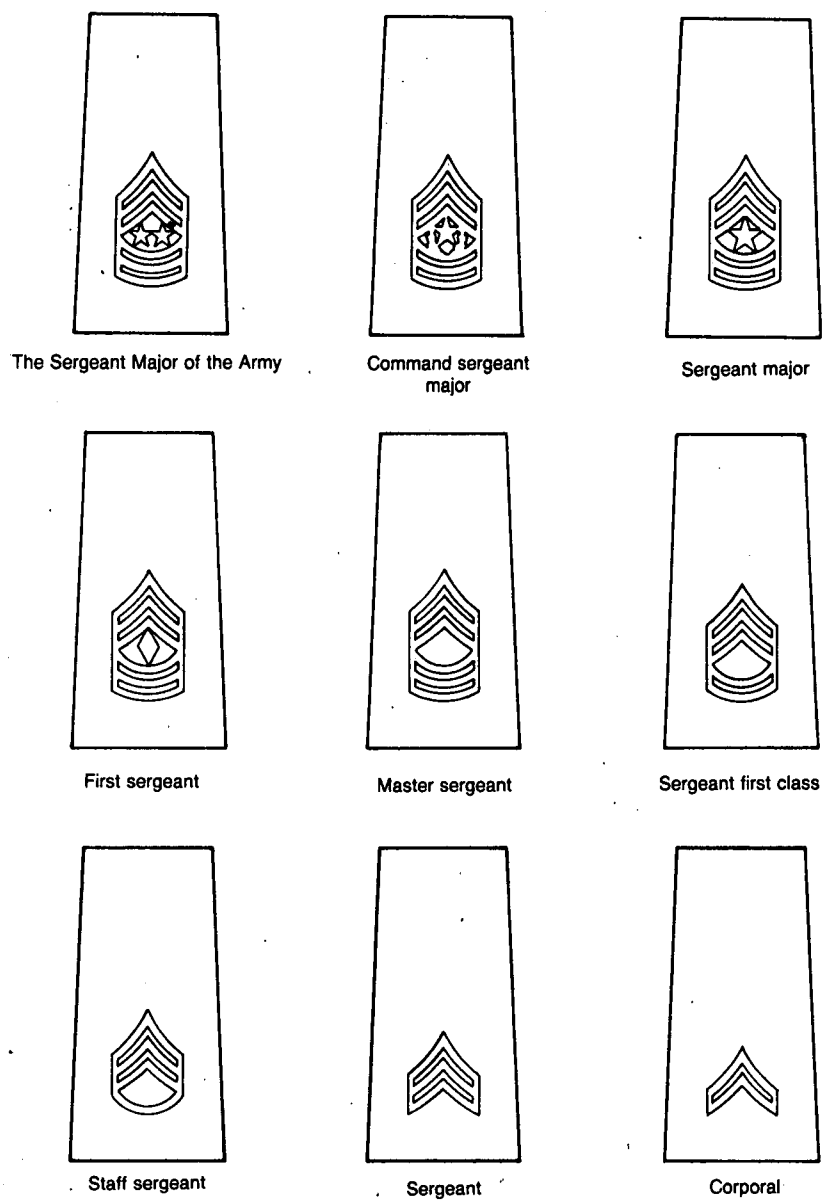 The Sergeant Major of the Army
Command sergeant
major
Sergeant major
First sergeant
Master sergeant
Sergeant first class
Staff sergeant
Sergeant
Corporal